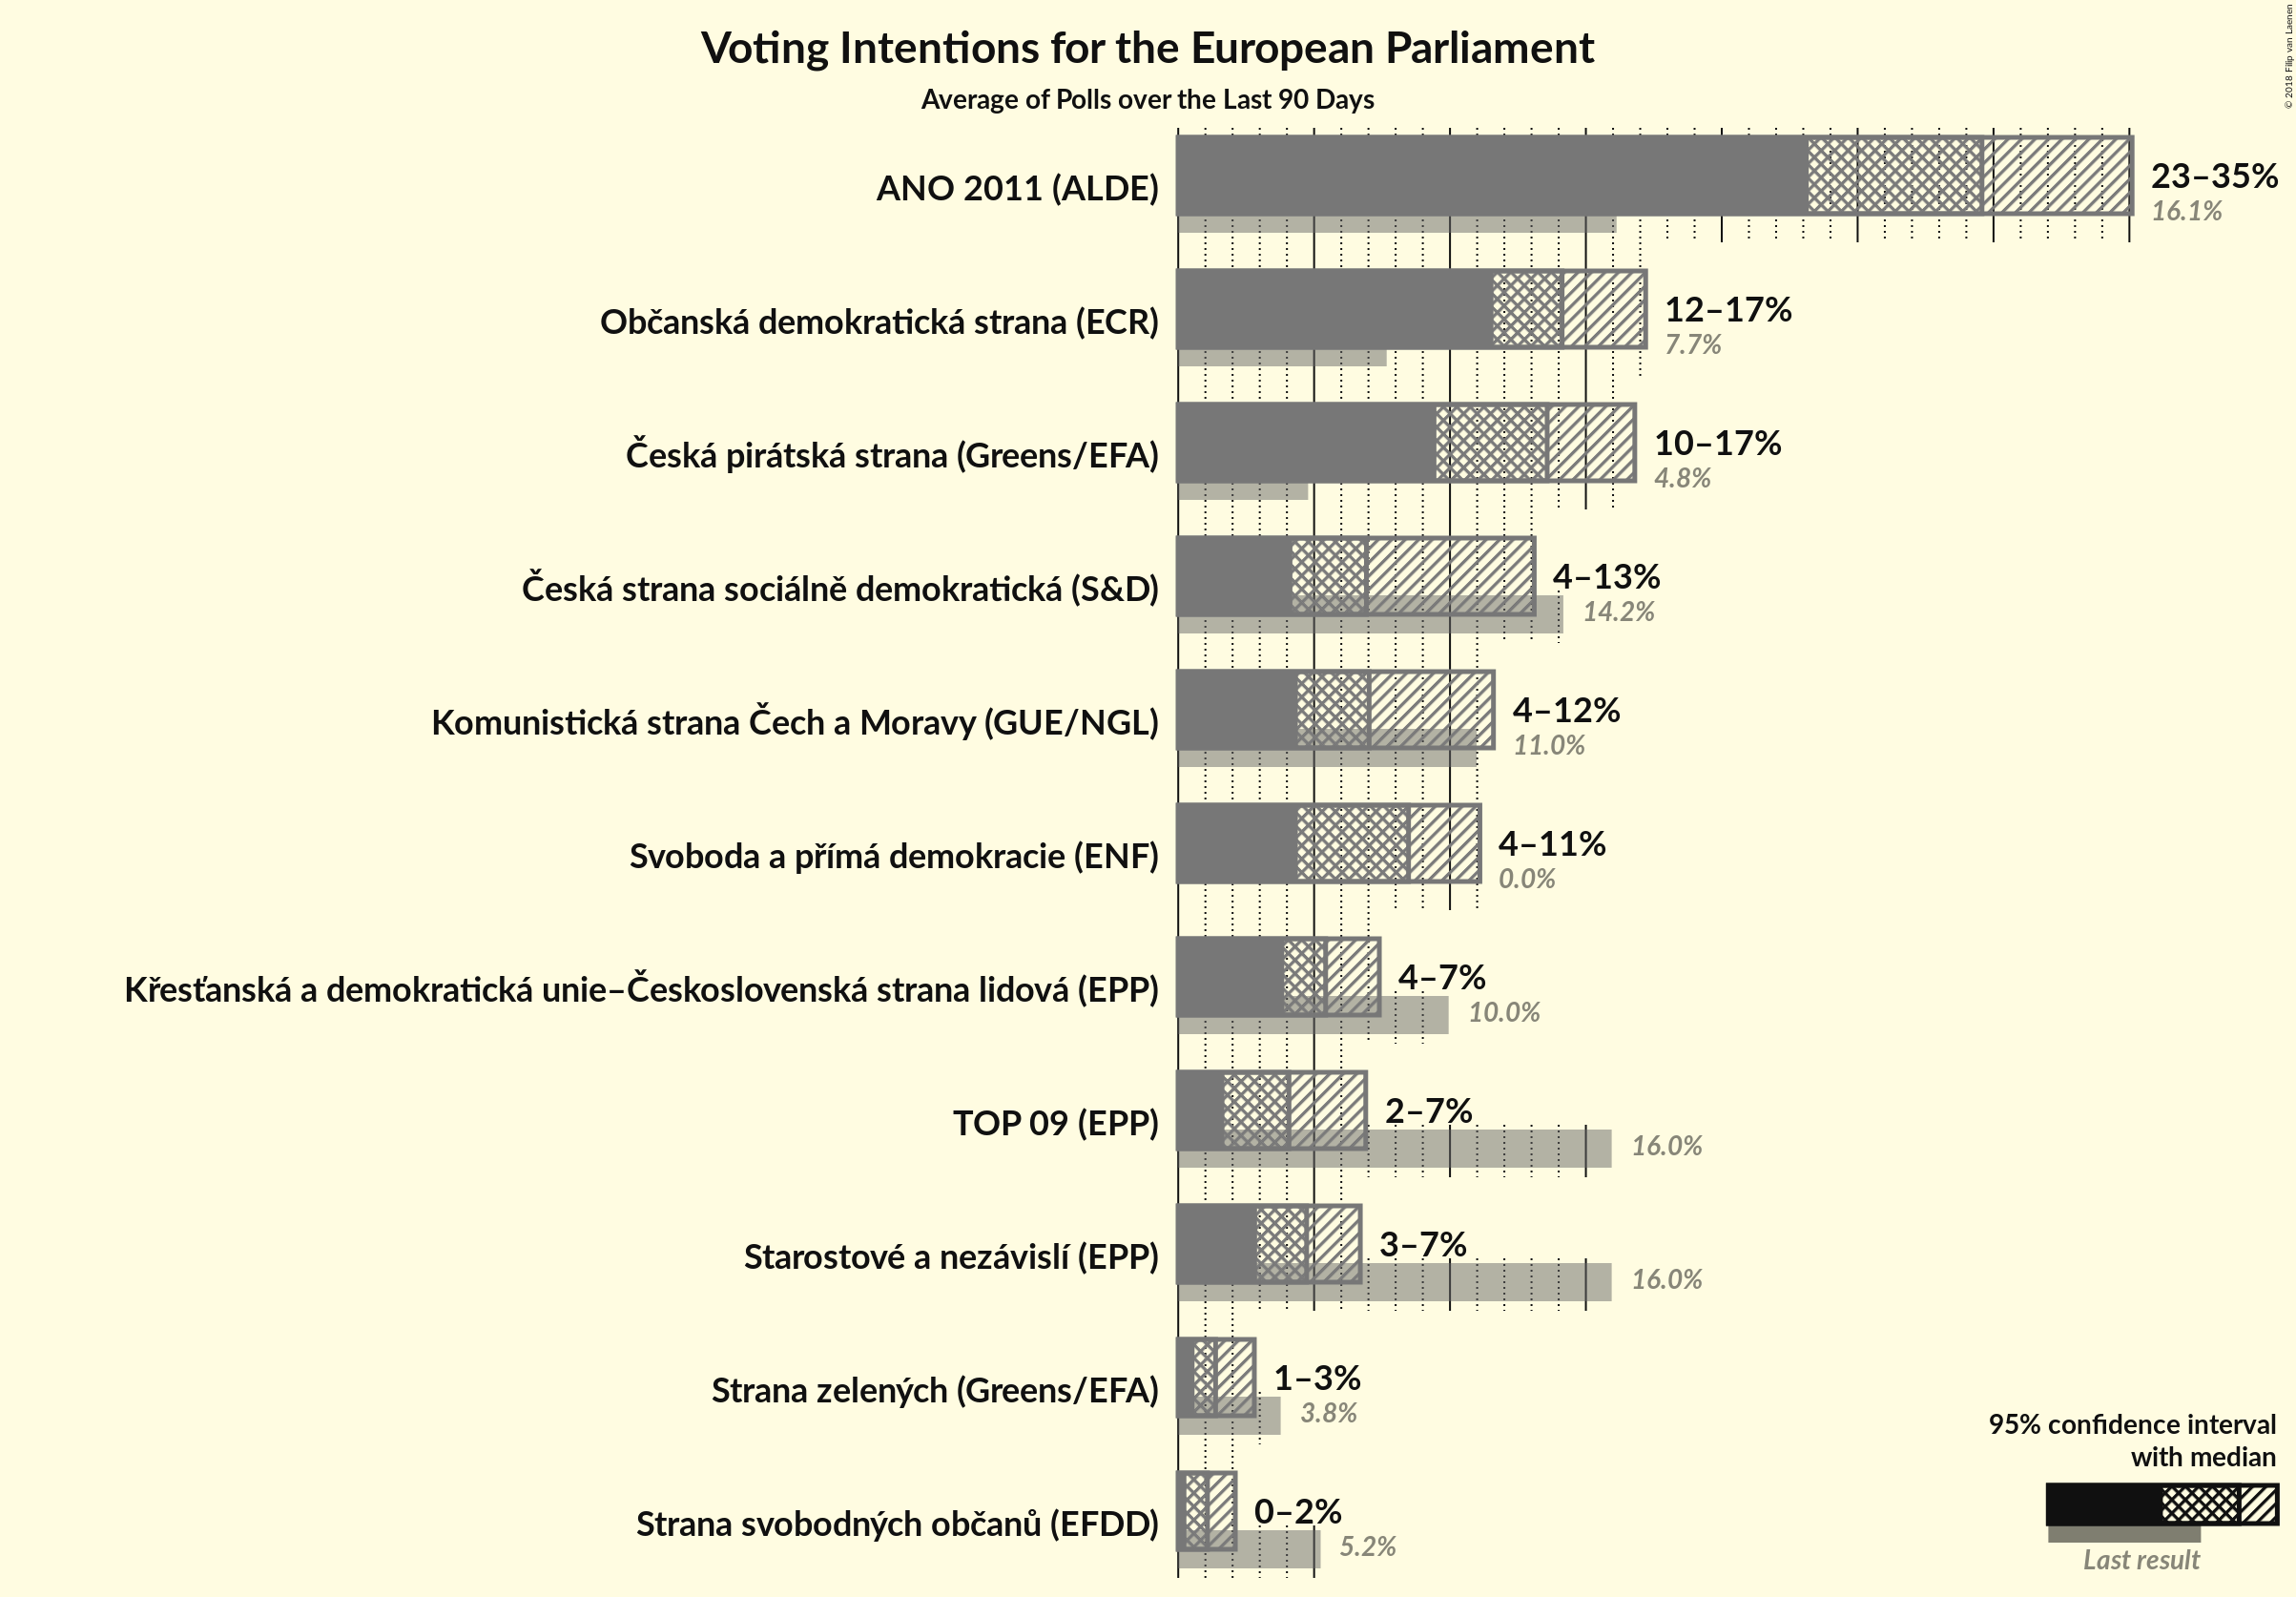 Voting Intentions for the European Parliament
Average of Polls over the Last 90 Days
© 2018 Filip van Laenen
ANO 2011 (ALDE)
23–35%
16.1%
Občanská demokratická strana (ECR)
12–17%
7.7%
Česká pirátská strana (Greens/EFA)
10–17%
4.8%
Česká strana sociálně demokratická (S&D)
4–13%
14.2%
Komunistická strana Čech a Moravy (GUE/NGL)
4–12%
11.0%
Svoboda a přímá demokracie (ENF)
4–11%
0.0%
Křesťanská a demokratická unie–Československá strana lidová (EPP)
4–7%
10.0%
TOP 09 (EPP)
2–7%
16.0%
Starostové a nezávislí (EPP)
3–7%
16.0%
Strana zelených (Greens/EFA)
1–3%
3.8%
Strana svobodných občanů (EFDD)
0–2%
5.2%
95% confidence interval
with median
Last result